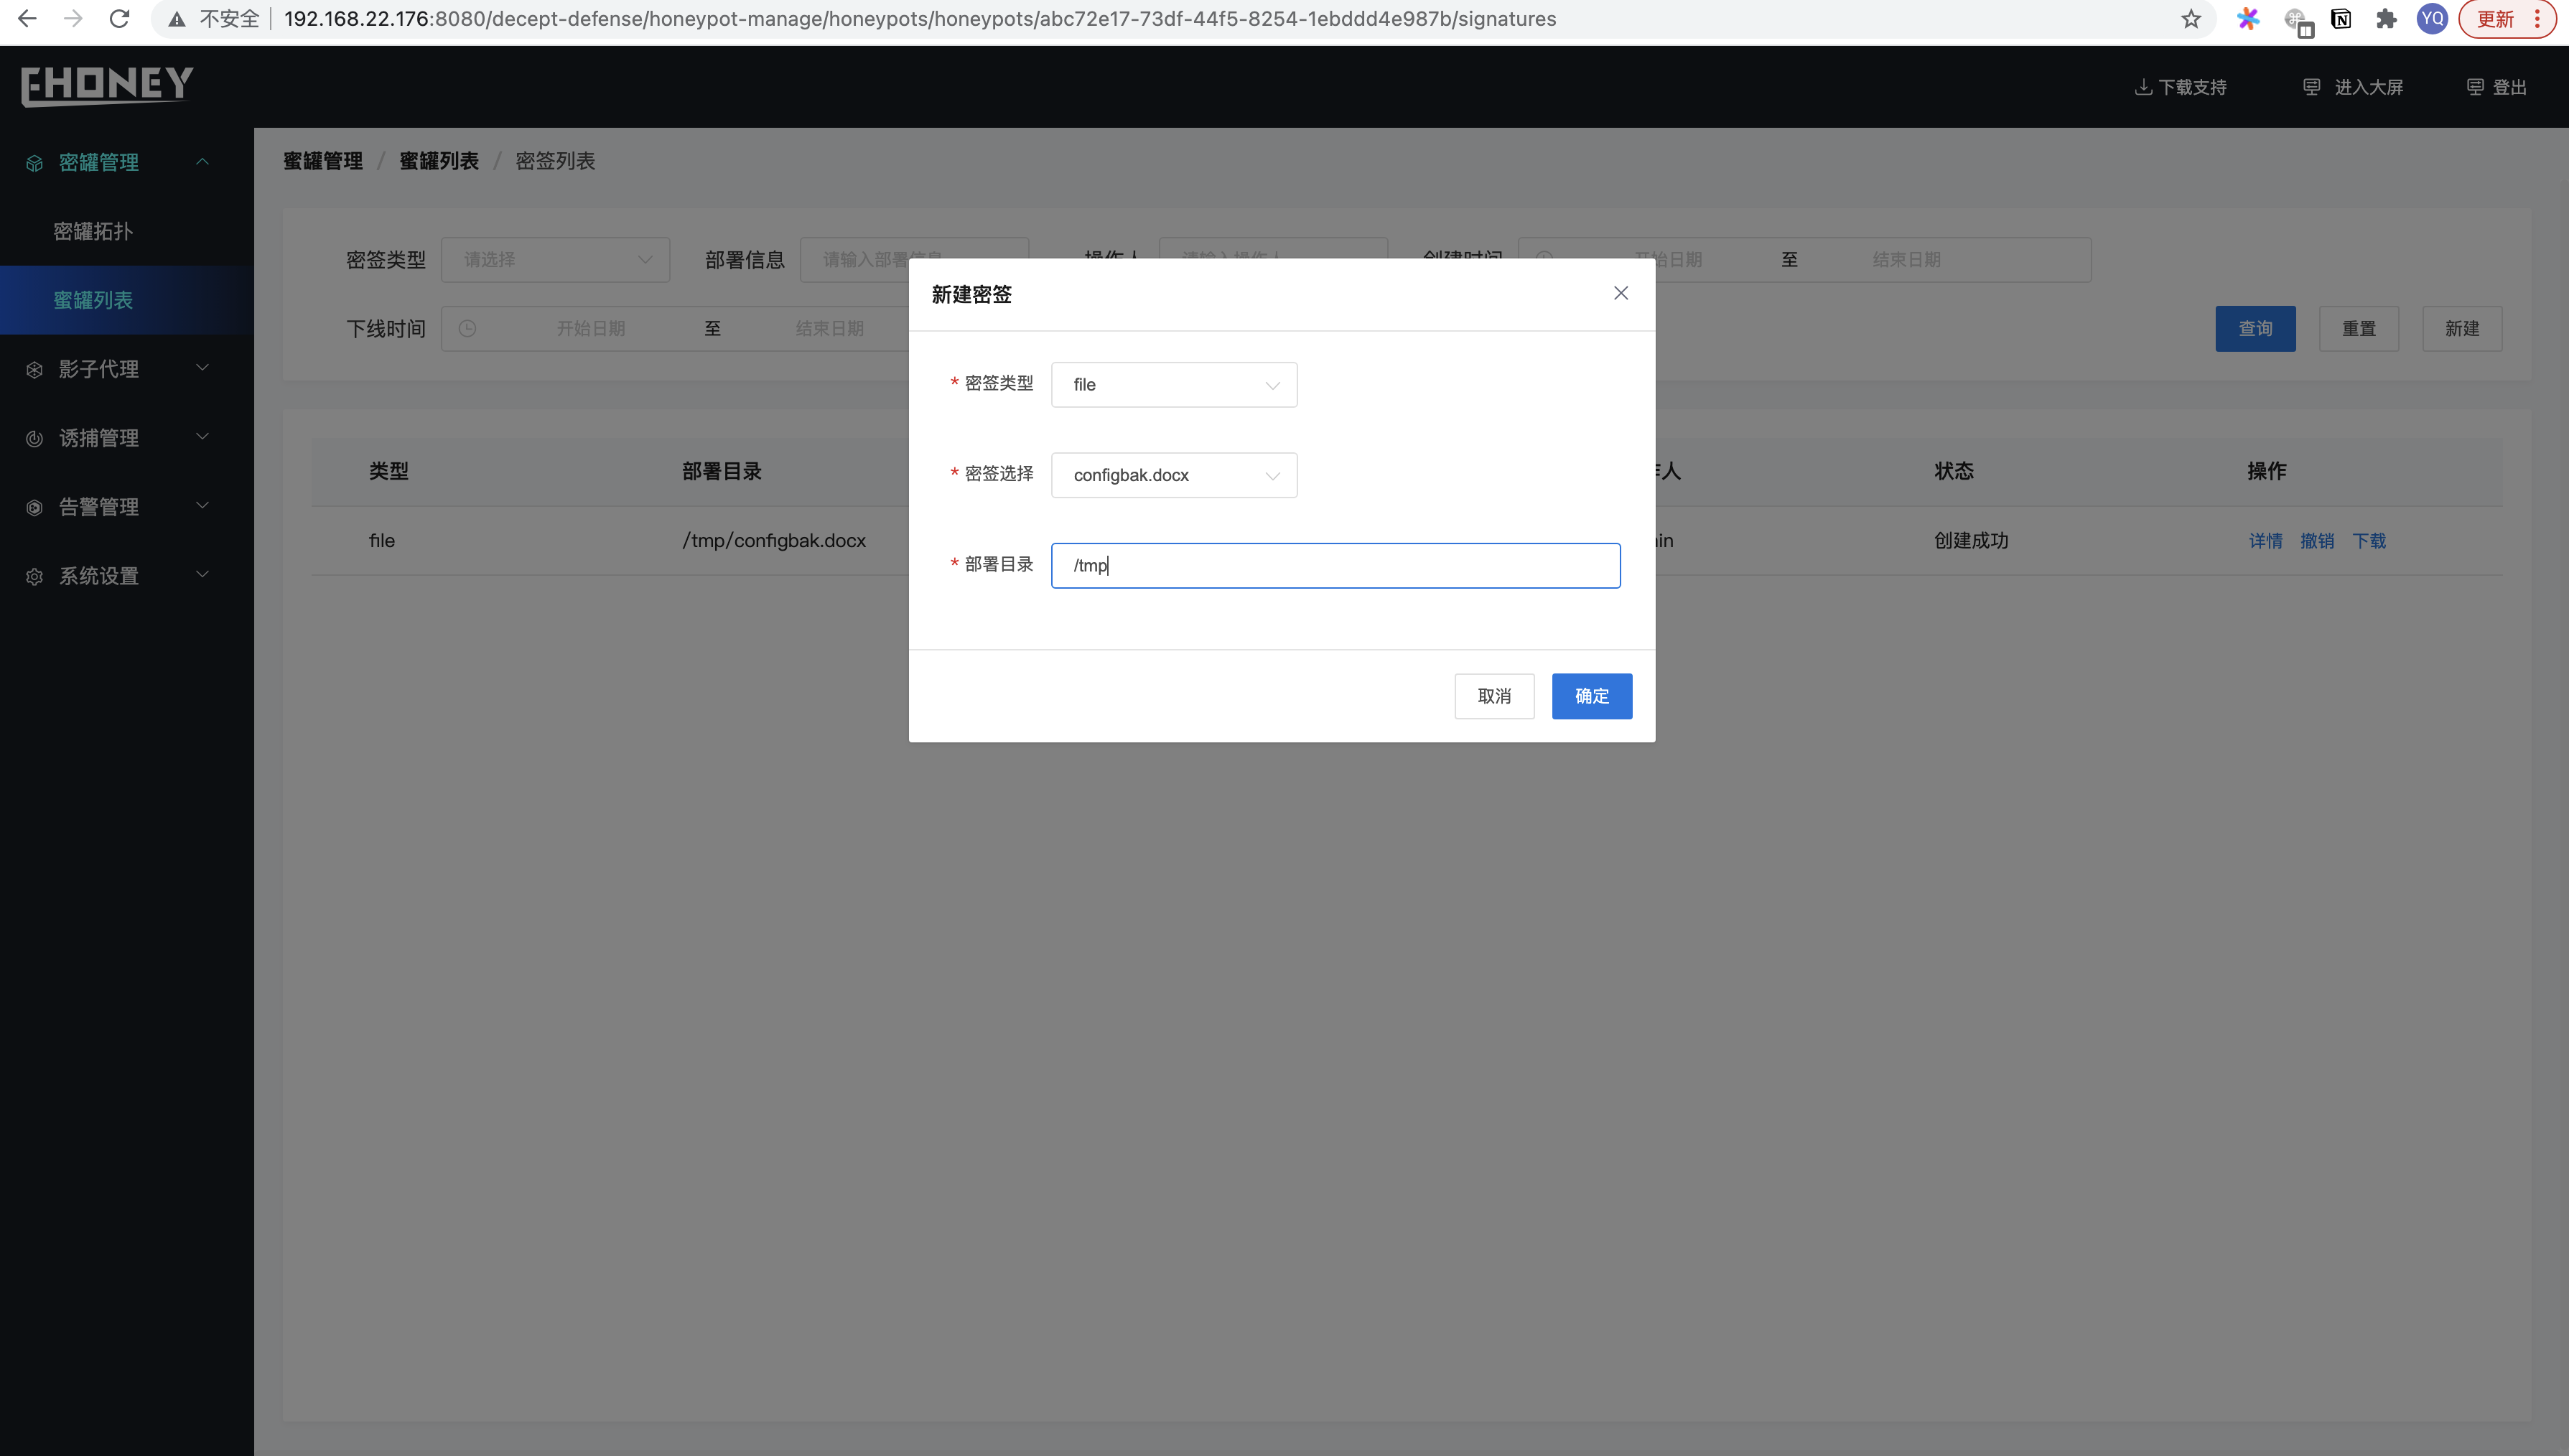 不安全 192.168.22.176:8080/decept-defense/honeypot-manage/honeypots/honeypots/abc72e17-73df-44f5-8254-1ebddd4e987b/signatures YQ 更新
EHONEY 下载支持 进入大屏 登出
密罐管理
密罐拓扑
蜜罐列表
影子代理
诱捕管理
告警管理
系统设置
蜜罐管理 / 蜜罐列表 / 密签列表
密签类型 请选择 部署信息 请输入部署信息 操作人 请输入操作人 创建时间 开始日期 至 结束日期
下线时间 开始日期 至 结束日期 查询 重置 新建
类型 部署目录 作人 状态 操作
file /tmp/configbak.docx in 创建成功 详情 撤销 下载
新建密签
* 密签类型 file
* 密签选择 configbak.docx
* 部署目录 /tmp
取消 确定